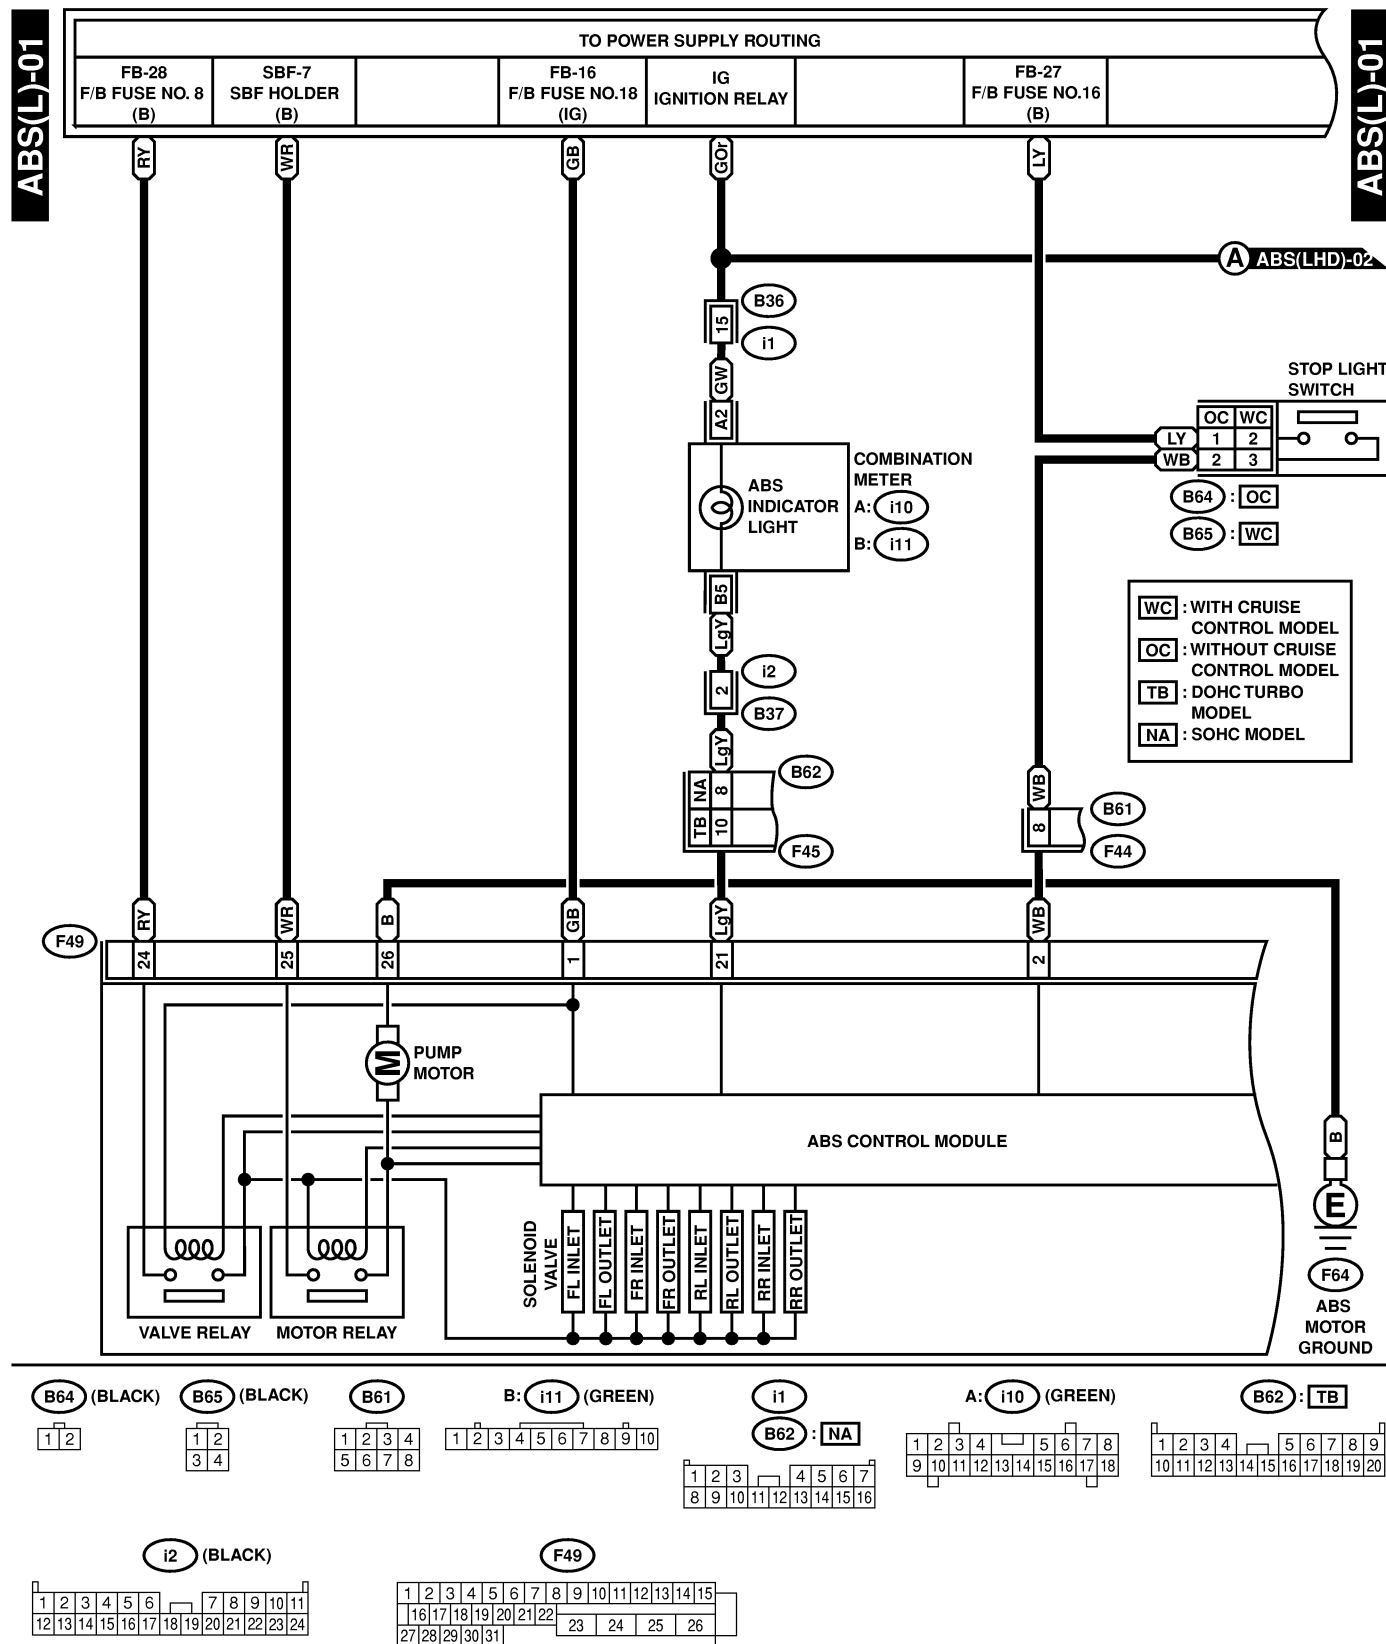 ABS(L)-01
ABS(L)-01
TO POWER SUPPLY ROUTING
FB-28
F/B FUSE NO. 8
(B)
SBF-7
SBF HOLDER
(B)
FB-16
F/B FUSE NO.18
(IG)
IG
IGNITION RELAY
FB-27
F/B FUSE NO.16
(B)
RY
WR
GB
GOr
LY
A ABS(LHD)-02
B36
15
i1
GW
A2
STOP LIGHT
SWITCH
OC WC
LY 1 2
WB 2 3
B64 : OC
B65 : WC
ABS
INDICATOR
LIGHT
COMBINATION
METER
A: i10
B: i11
B5
LgY
i2
2
B37
LgY
WC : WITH CRUISE
CONTROL MODEL
OC : WITHOUT CRUISE
CONTROL MODEL
TB : DOHC TURBO
MODEL
NA : SOHC MODEL
NA 8
TB 10
B62
F45
WB
8
B61
F44
RY
WR
B
GB
LgY
WB
F49
24
25
26
1
21
2
M
PUMP
MOTOR
ABS CONTROL MODULE
B
E
F64
ABS
MOTOR
GROUND
SOLENOID
VALVE
FL INLET
FL OUTLET
FR INLET
FR OUTLET
RL INLET
RL OUTLET
RR INLET
RR OUTLET
VALVE RELAY
MOTOR RELAY
B64 (BLACK)
1 2
B65 (BLACK)
1 2
3 4
B61
1 2 3 4
5 6 7 8
B: i11 (GREEN)
1 2 3 4 5 6 7 8 9 10
i1
B62 : NA
1 2 3 4 5 6 7
8 9 10 11 12 13 14 15 16
A: i10 (GREEN)
1 2 3 4 5 6 7 8
9 10 11 12 13 14 15 16 17 18
B62 : TB
1 2 3 4 5 6 7 8 9
10 11 12 13 14 15 16 17 18 19 20
i2 (BLACK)
1 2 3 4 5 6 7 8 9 10 11
12 13 14 15 16 17 18 19 20 21 22 23 24
F49
1 2 3 4 5 6 7 8 9 10 11 12 13 14 15
16 17 18 19 20 21 22
23 24 25 26
27 28 29 30 31